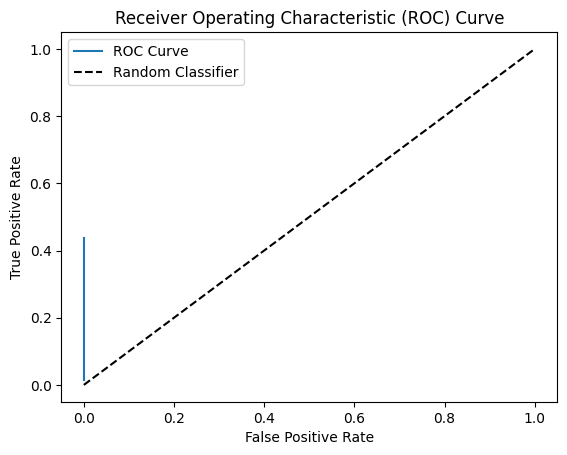 Receiver Operating Characteristic (ROC) Curve
ROC Curve
Random Classifier
True Positive Rate
1.0
0.8
0.6
0.4
0.2
0.0
0.0 0.2 0.4 0.6 0.8 1.0
False Positive Rate